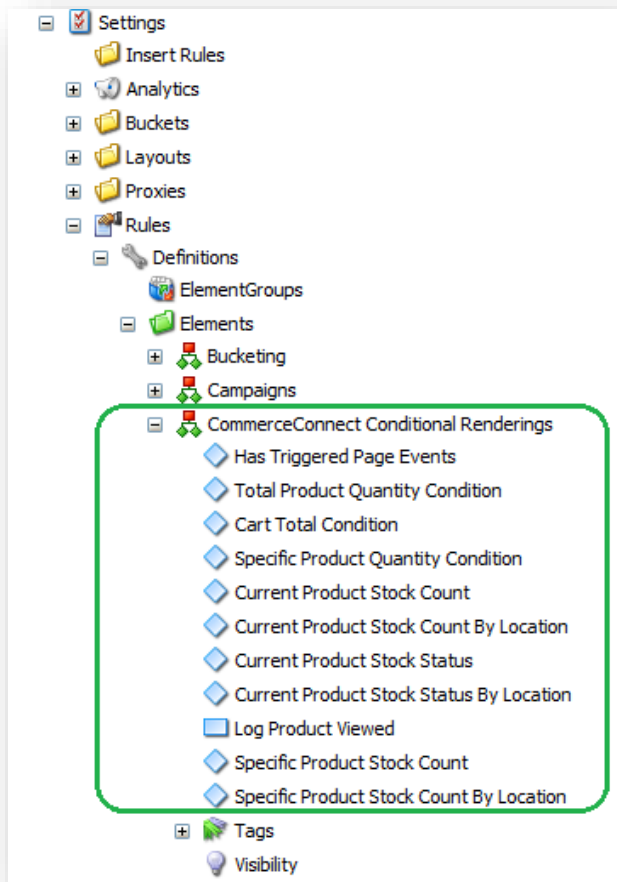 Settings
Insert Rules
Analytics
Buckets
Layouts
Proxies
Rules
Definitions
ElementGroups
Elements
Bucketing
Campaigns
CommerceConnect Conditional Renderings
Has Triggered Page Events
Total Product Quantity Condition
Cart Total Condition
Specific Product Quantity Condition
Current Product Stock Count
Current Product Stock Count By Location
Current Product Stock Status
Current Product Stock Status By Location
Log Product Viewed
Specific Product Stock Count
Specific Product Stock Count By Location
Tags
Visibility